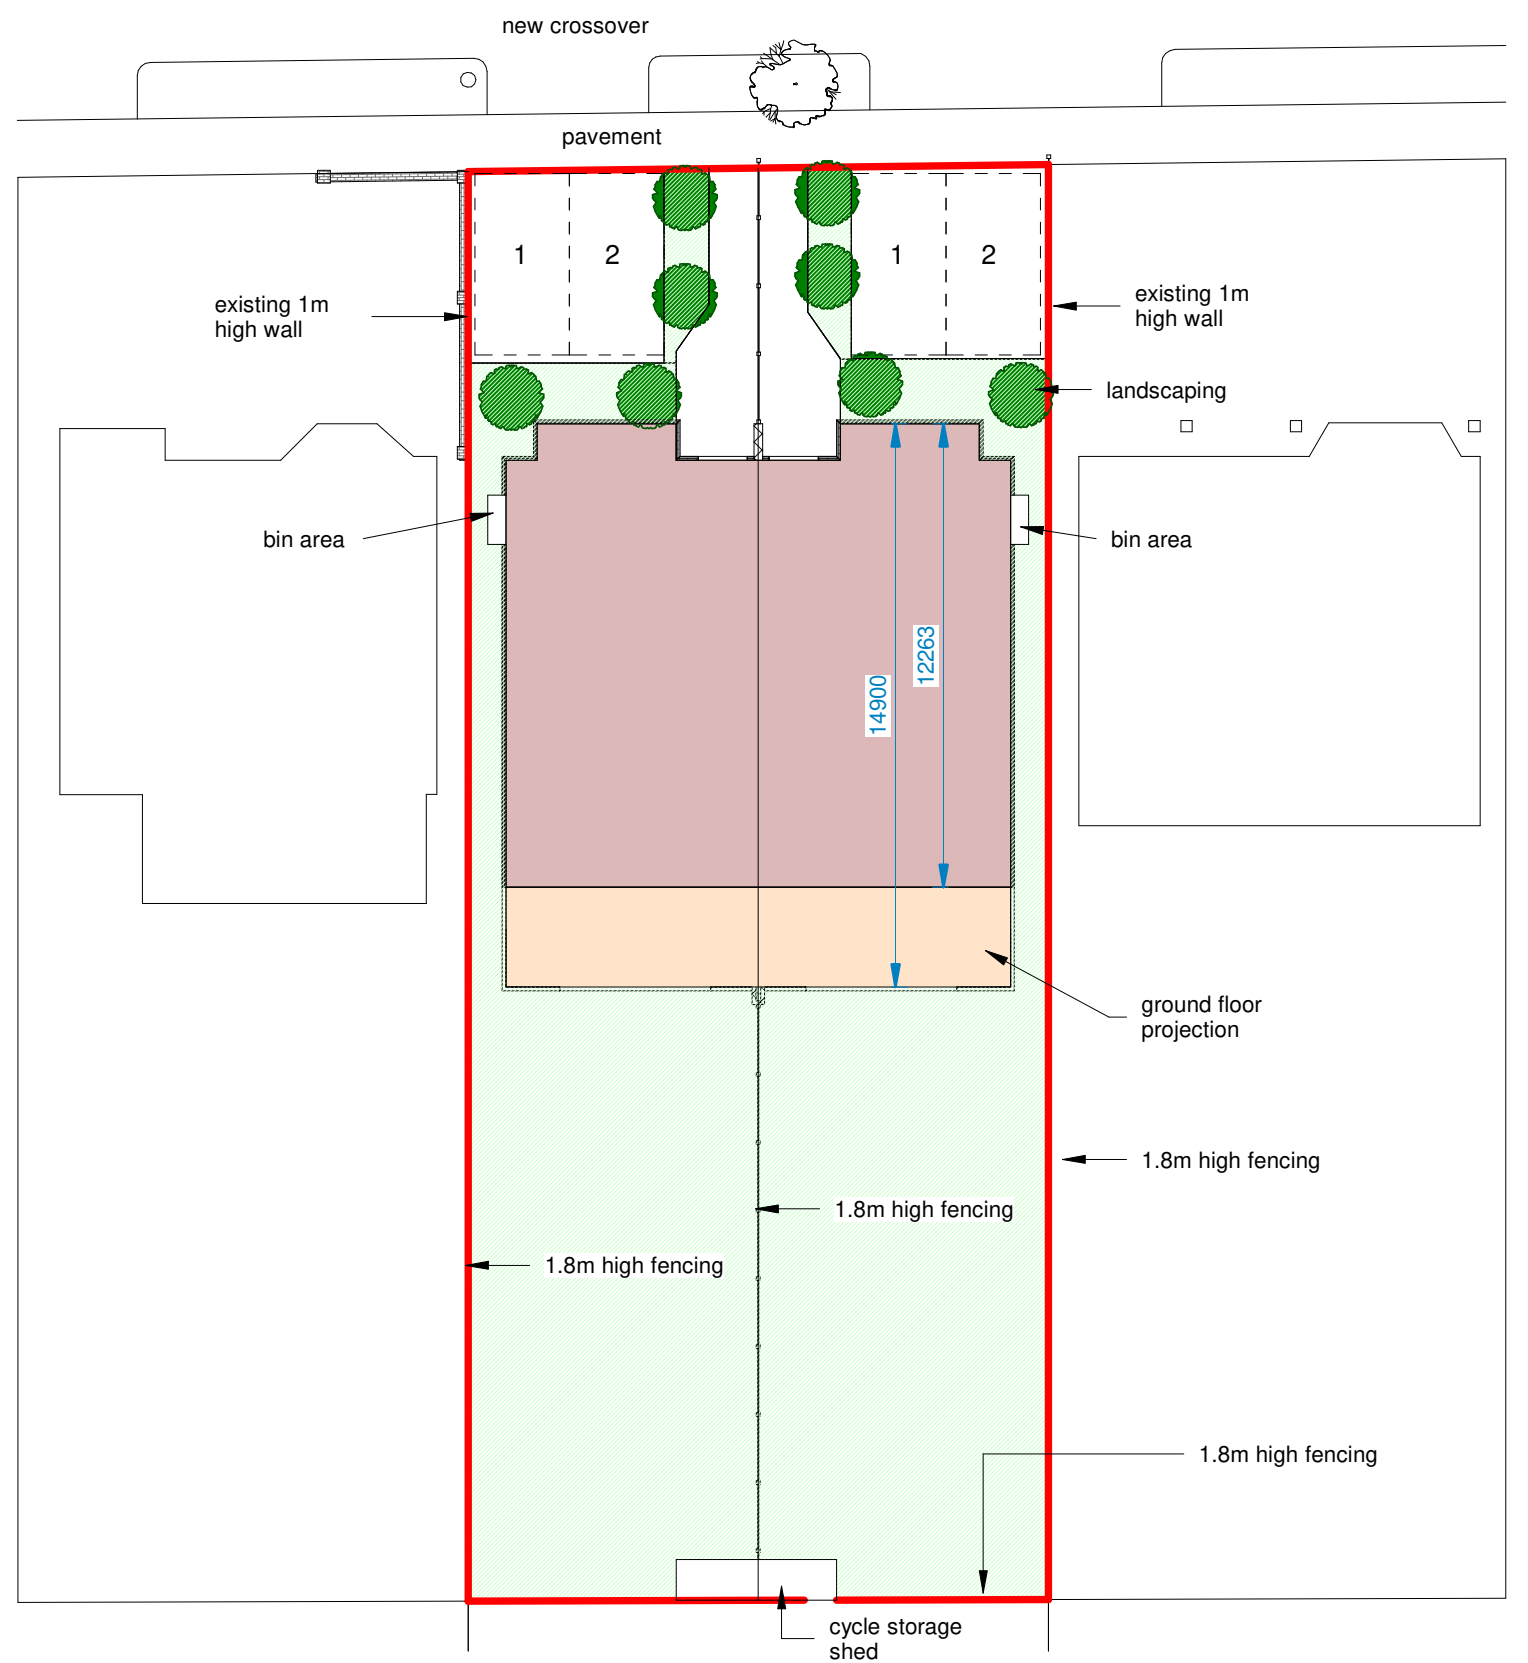 new crossover
pavement
1
2
1
2
existing 1m
high wall
existing 1m
high wall
landscaping
bin area
bin area
12263
14900
ground floor
projection
1.8m high fencing
1.8m high fencing
1.8m high fencing
1.8m high fencing
cycle storage
shed